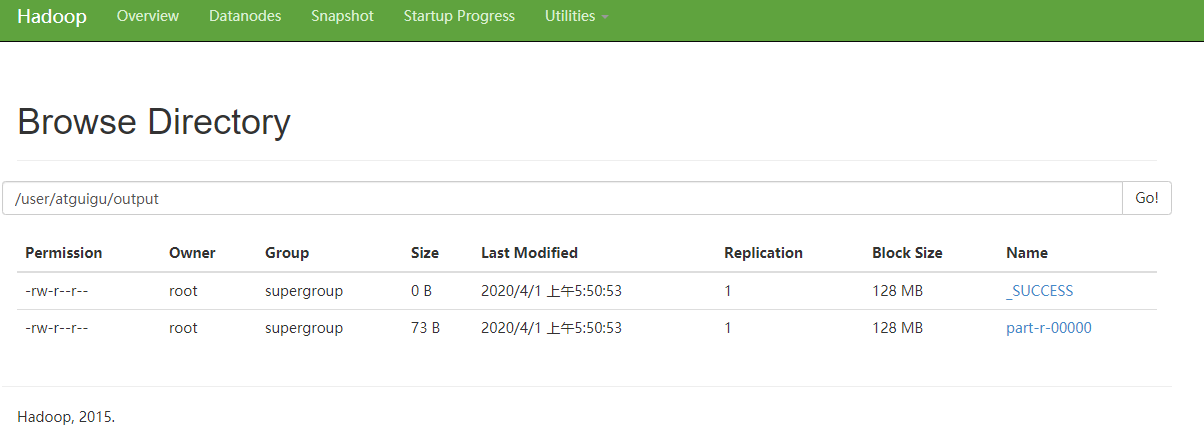 Hadoop Overview Datanodes Snapshot Startup Progress Utilities
Browse Directory
/user/atguigu/output Go!
Permission Owner Group Size Last Modified Replication Block Size Name
-rw-r--r-- root supergroup 0 B 2020/4/1 上午5:50:53 1 128 MB _SUCCESS
-rw-r--r-- root supergroup 73 B 2020/4/1 上午5:50:53 1 128 MB part-r-00000
Hadoop, 2015.